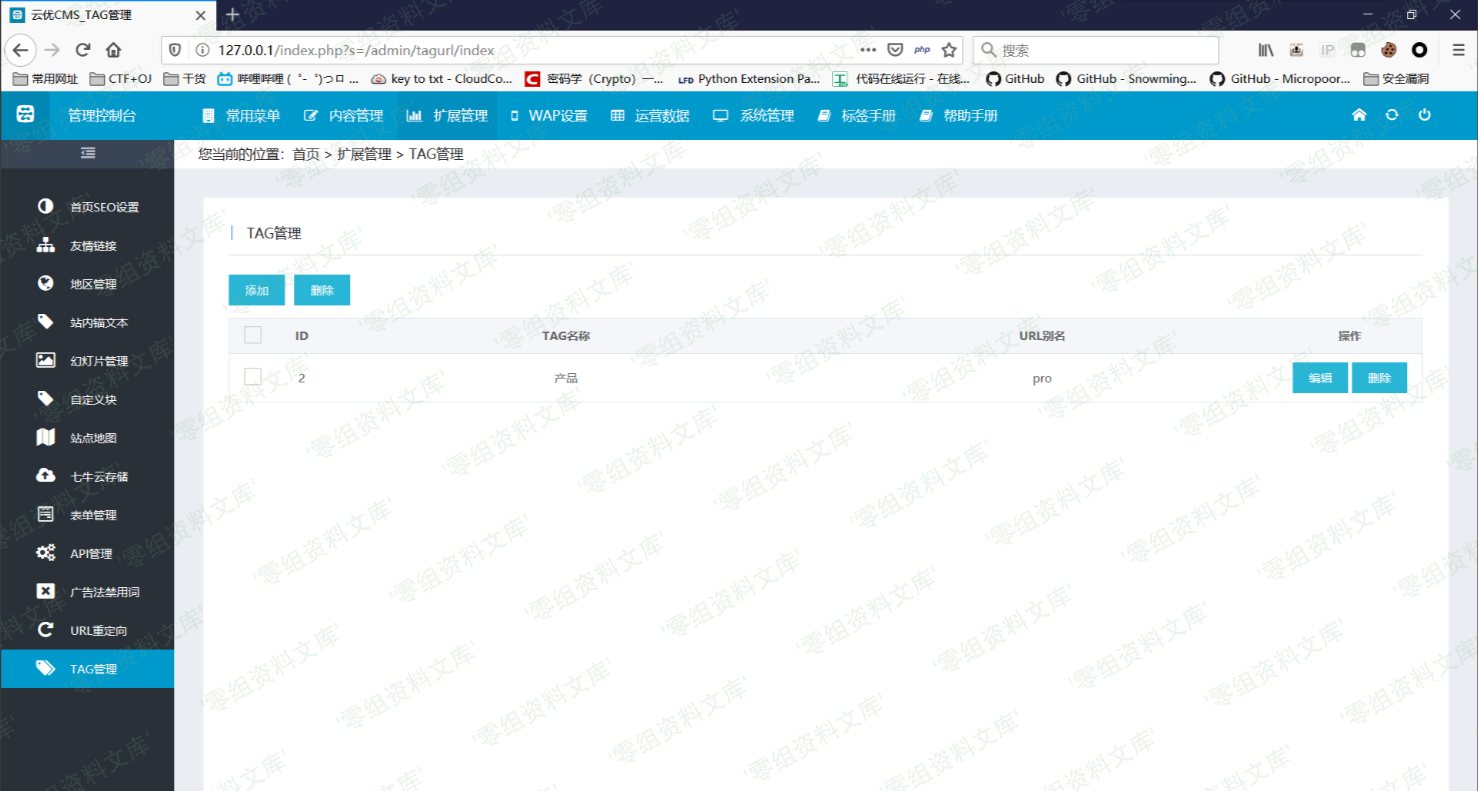 云优CMS_TAG管理
127.0.0.1/index.php?s=/admin/tagurl/index
php
搜索
IP
常用网址 CTF+OJ 干货 哔哩哔哩 (゜-゜)つロ ... key to txt - CloudCo... 密码学（Crypto）一... LFD Python Extension Pa... 代码在线运行 - 在线... GitHub GitHub - Snowming... GitHub - Micropoor... 安全漏洞
管理控制台 常用菜单 内容管理 扩展管理 WAP设置 运营数据 系统管理 标签手册 帮助手册
您当前的位置：首页 > 扩展管理 > TAG管理
首页SEO设置
友情链接
地区管理
站内锚文本
幻灯片管理
自定义块
站点地图
七牛云存储
表单管理
API管理
广告法禁用词
URL重定向
TAG管理
TAG管理
添加 删除
ID TAG名称 URL别名 操作
2 产品 pro 编辑 删除
零组资料文库